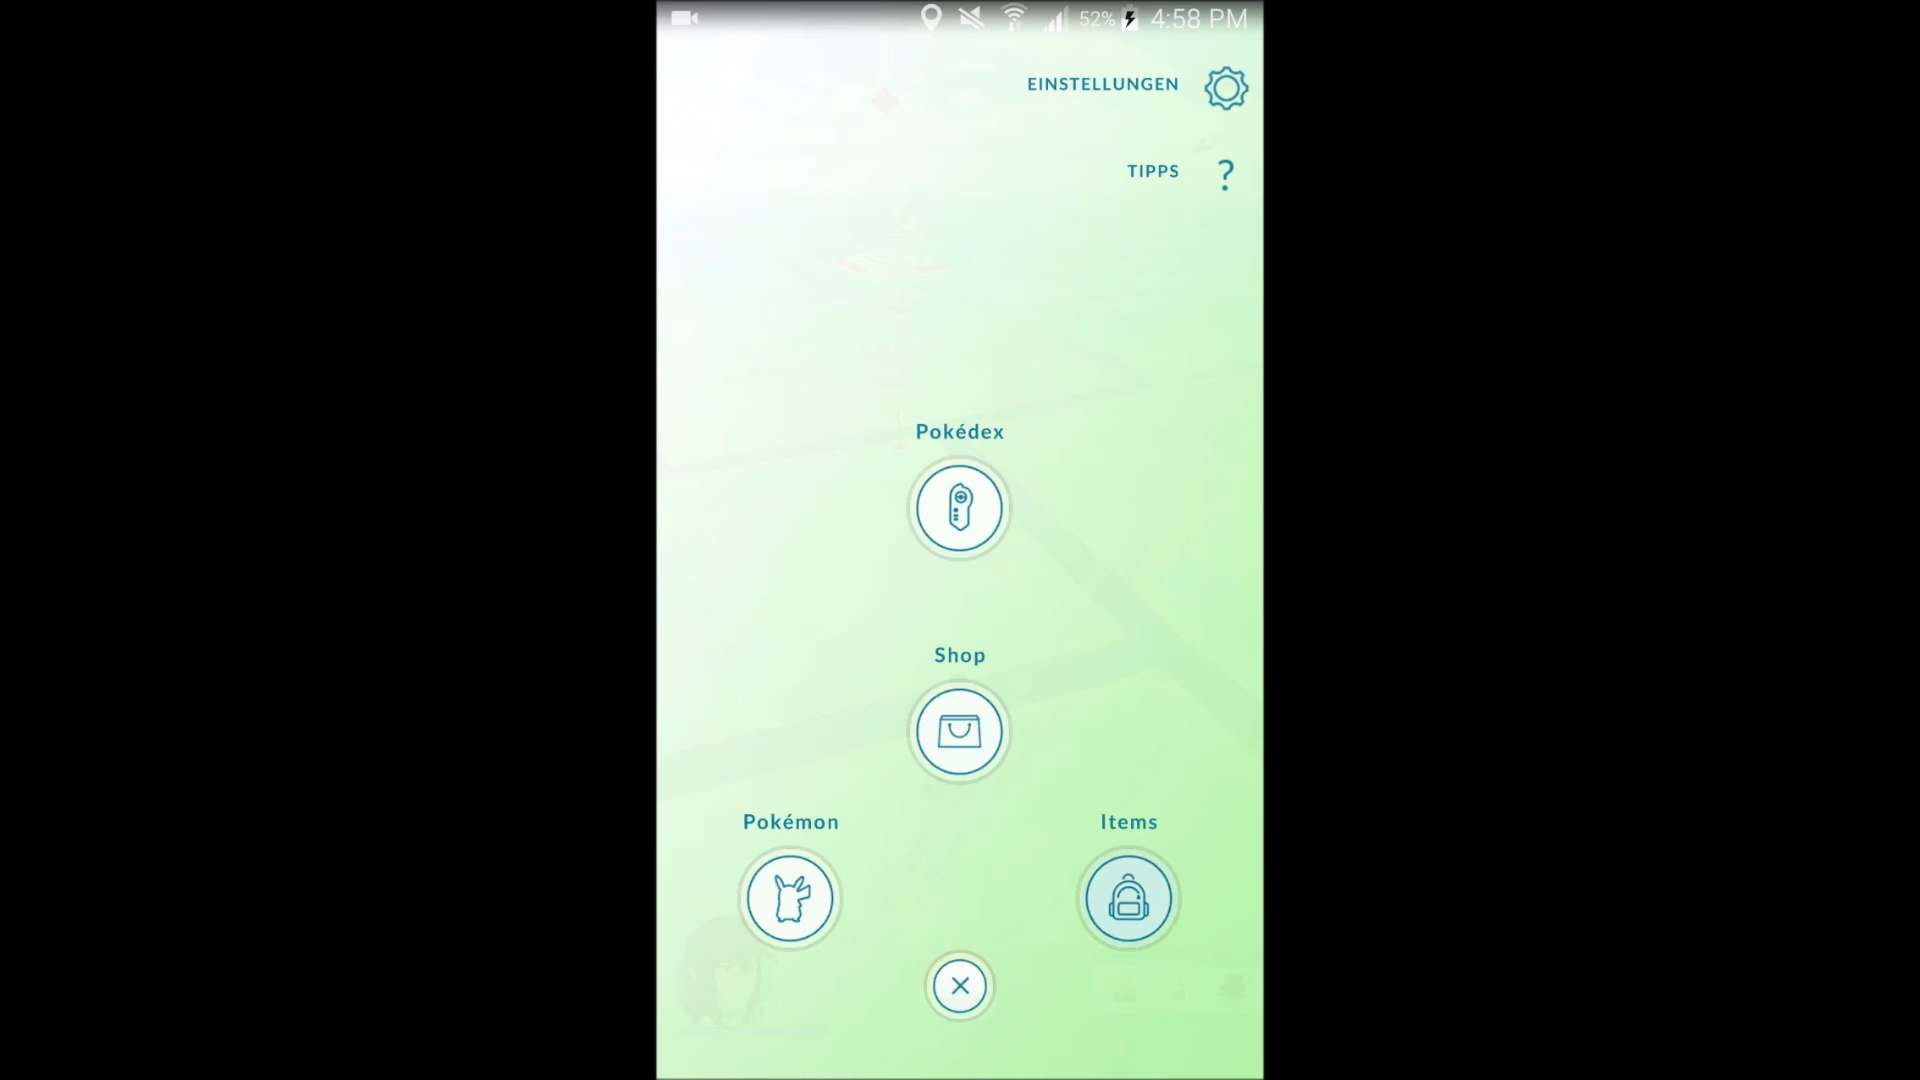 52% 4:58 PM
EINSTELLUNGEN
TIPPS ?
Pokédex
Shop
Pokémon
Items